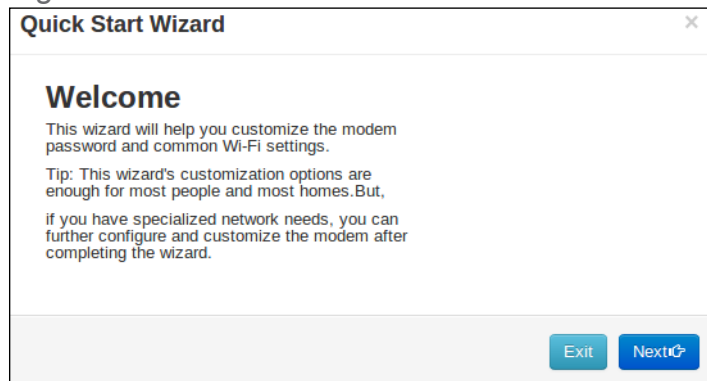 Quick Start Wizard
×
Welcome
This wizard will help you customize the modem
password and common Wi-Fi settings.
Tip: This wizard's customization options are
enough for most people and most homes.But,
if you have specialized network needs, you can
further configure and customize the modem after
completing the wizard.
Exit
Next